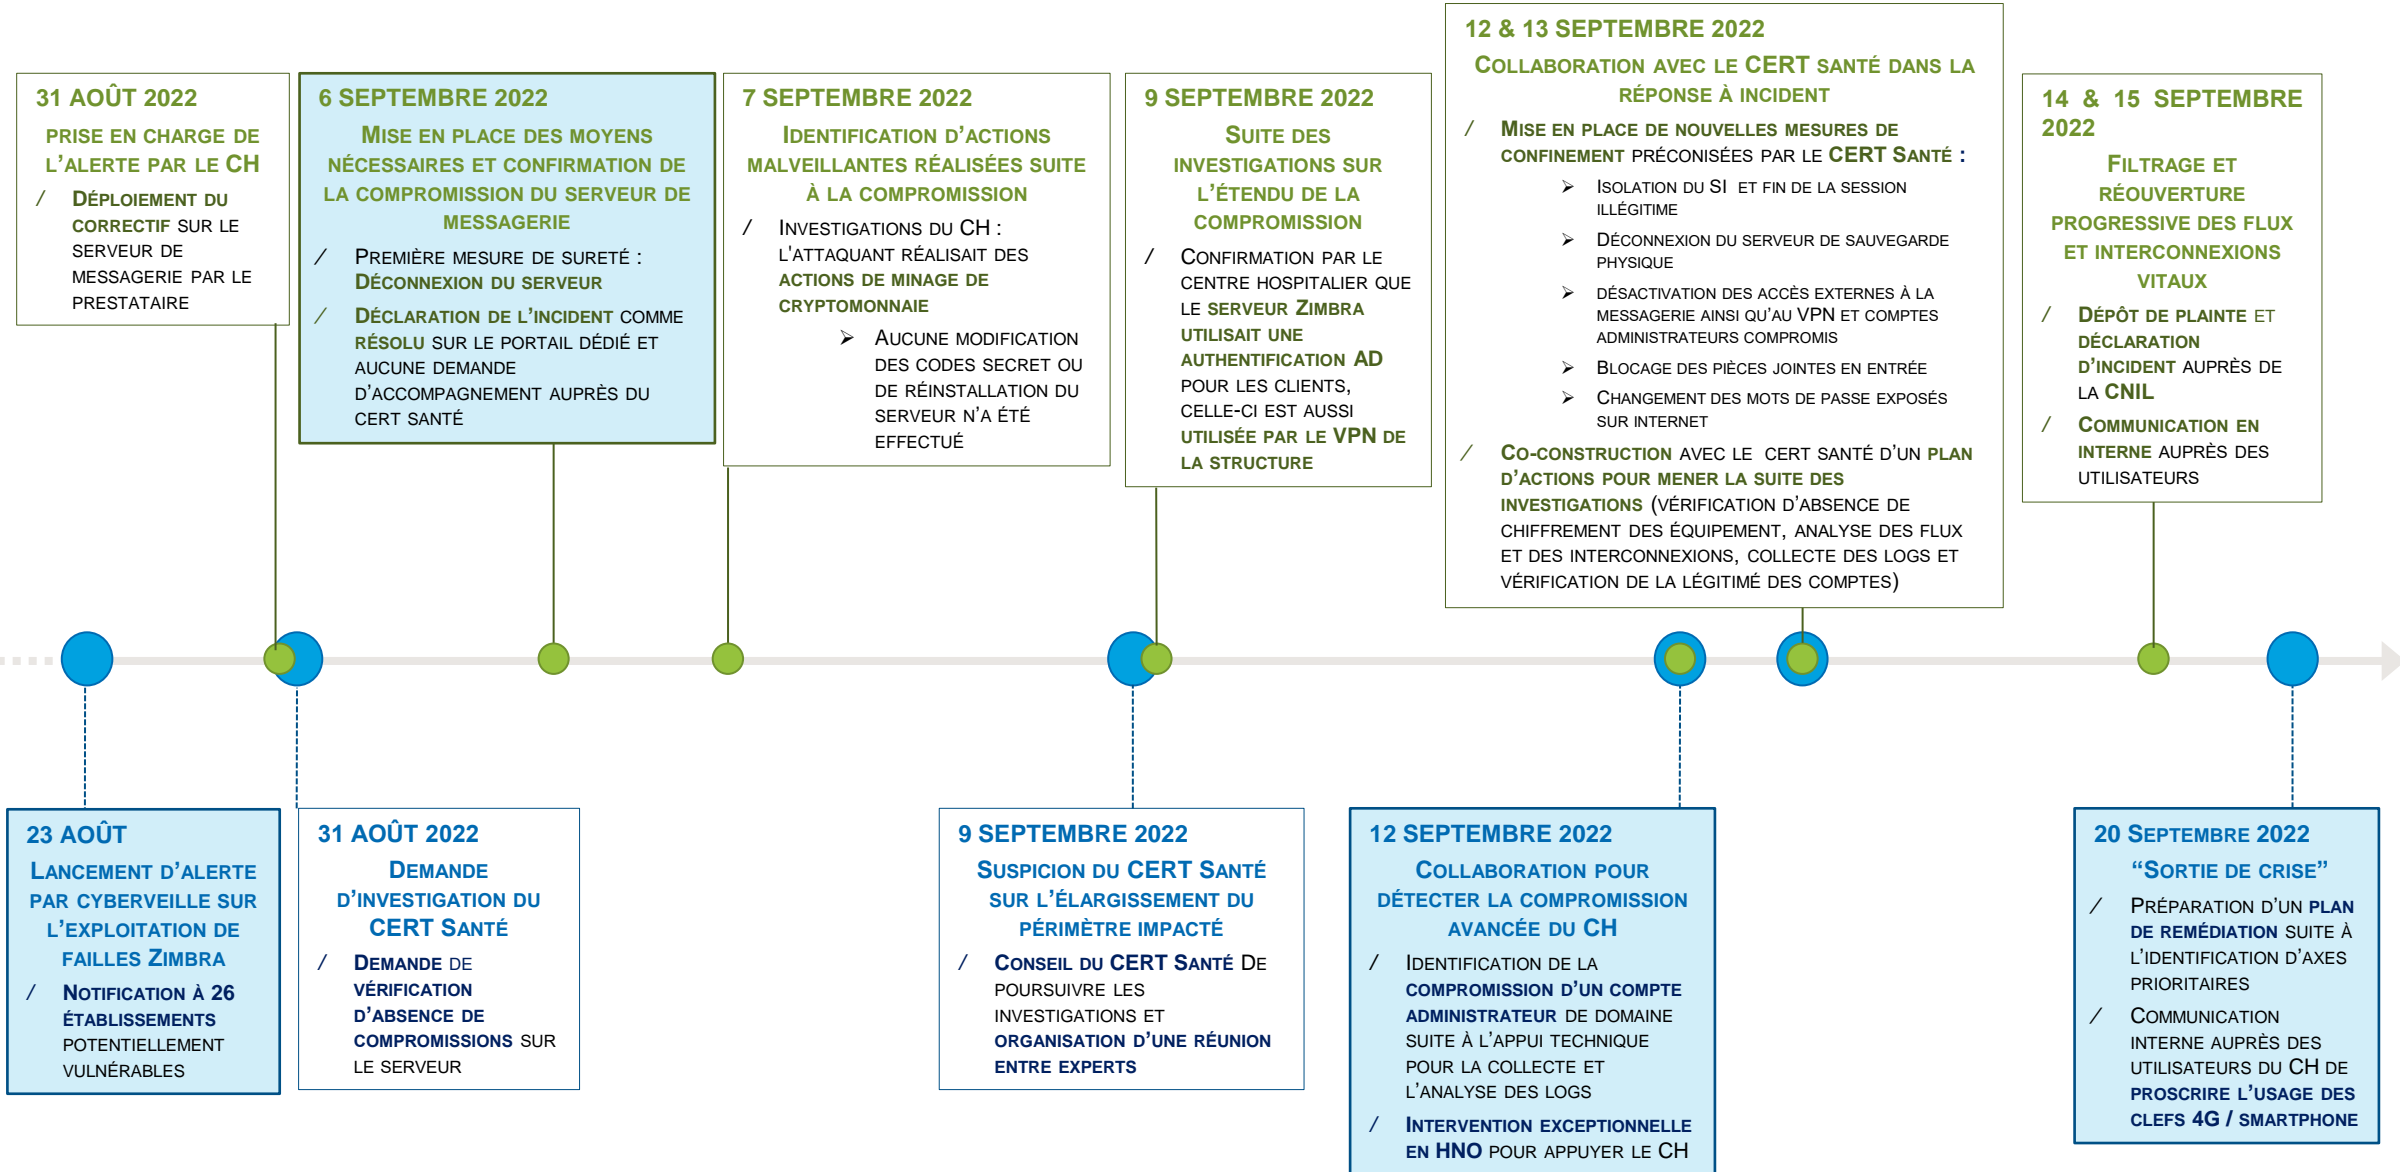 31 AOÛT 2022
PRISE EN CHARGE DE
L'ALERTE PAR LE CH
/ DÉPLOIEMENT DU
CORRECTIF SUR LE
SERVEUR DE
MESSAGERIE PAR LE
PRESTATAIRE
6 SEPTEMBRE 2022
MISE EN PLACE DES MOYENS
NÉCESSAIRES ET CONFIRMATION DE
LA COMPROMISSION DU SERVEUR DE
MESSAGERIE
/ PREMIÈRE MESURE DE SURETÉ :
DÉCONNEXION DU SERVEUR
/ DÉCLARATION DE L'INCIDENT COMME
RÉSOLU SUR LE PORTAIL DÉDIÉ ET
AUCUNE DEMANDE
D'ACCOMPAGNEMENT AUPRÈS DU
CERT SANTÉ
7 SEPTEMBRE 2022
IDENTIFICATION D'ACTIONS
MALVEILLANTES RÉALISÉES SUITE
À LA COMPROMISSION
/ INVESTIGATIONS DU CH :
L'ATTAQUANT RÉALISAIT DES
ACTIONS DE MINAGE DE
CRYPTOMONNAIE
➢ AUCUNE MODIFICATION
DES CODES SECRET OU
DE RÉINSTALLATION DU
SERVEUR N'A ÉTÉ
EFFECTUÉ
9 SEPTEMBRE 2022
SUITE DES
INVESTIGATIONS SUR
L'ÉTENDU DE LA
COMPROMISSION
/ CONFIRMATION PAR LE
CENTRE HOSPITALIER QUE
LE SERVEUR ZIMBRA
UTILISAIT UNE
AUTHENTIFICATION AD
POUR LES CLIENTS,
CELLE-CI EST AUSSI
UTILISÉE PAR LE VPN DE
LA STRUCTURE
12 & 13 SEPTEMBRE 2022
COLLABORATION AVEC LE CERT SANTÉ DANS LA
RÉPONSE À INCIDENT
/ MISE EN PLACE DE NOUVELLES MESURES DE
CONFINEMENT PRÉCONISÉES PAR LE CERT SANTÉ :
➢ ISOLATION DU SI ET FIN DE LA SESSION
ILLÉGITIME
➢ DÉCONNEXION DU SERVEUR DE SAUVEGARDE
PHYSIQUE
➢ DÉSACTIVATION DES ACCÈS EXTERNES À LA
MESSAGERIE AINSI QU'AU VPN ET COMPTES
ADMINISTRATEURS COMPROMIS
➢ BLOCAGE DES PIÈCES JOINTES EN ENTRÉE
➢ CHANGEMENT DES MOTS DE PASSE EXPOSÉS
SUR INTERNET
/ CO-CONSTRUCTION AVEC LE CERT SANTÉ D'UN PLAN
D'ACTIONS POUR MENER LA SUITE DES
INVESTIGATIONS (VÉRIFICATION D'ABSENCE DE
CHIFFREMENT DES ÉQUIPEMENT, ANALYSE DES FLUX
ET DES INTERCONNEXIONS, COLLECTE DES LOGS ET
VÉRIFICATION DE LA LÉGITIMÉ DES COMPTES)
14 & 15 SEPTEMBRE
2022
FILTRAGE ET
RÉOUVERTURE
PROGRESSIVE DES FLUX
ET INTERCONNEXIONS
VITAUX
/ DÉPÔT DE PLAINTE ET
DÉCLARATION
D'INCIDENT AUPRÈS DE
LA CNIL
/ COMMUNICATION EN
INTERNE AUPRÈS DES
UTILISATEURS
23 AOÛT
LANCEMENT D'ALERTE
PAR CYBERVEILLE SUR
L'EXPLOITATION DE
FAILLES ZIMBRA
/ NOTIFICATION À 26
ÉTABLISSEMENTS
POTENTIELLEMENT
VULNÉRABLES
31 AOÛT 2022
DEMANDE
D'INVESTIGATION DU
CERT SANTÉ
/ DEMANDE DE
VÉRIFICATION
D'ABSENCE DE
COMPROMISSIONS SUR
LE SERVEUR
9 SEPTEMBRE 2022
SUSPICION DU CERT SANTÉ
SUR L'ÉLARGISSEMENT DU
PÉRIMÈTRE IMPACTÉ
/ CONSEIL DU CERT SANTÉ DE
POURSUIVRE LES
INVESTIGATIONS ET
ORGANISATION D'UNE RÉUNION
ENTRE EXPERTS
12 SEPTEMBRE 2022
COLLABORATION POUR
DÉTECTER LA COMPROMISSION
AVANCÉE DU CH
/ IDENTIFICATION DE LA
COMPROMISSION D'UN COMPTE
ADMINISTRATEUR DE DOMAINE
SUITE À L'APPUI TECHNIQUE
POUR LA COLLECTE ET
L'ANALYSE DES LOGS
/ INTERVENTION EXCEPTIONNELLE
EN HNO POUR APPUYER LE CH
20 SEPTEMBRE 2022
“SORTIE DE CRISE”
/ PRÉPARATION D'UN PLAN
DE REMÉDIATION SUITE À
L'IDENTIFICATION D'AXES
PRIORITAIRES
/ COMMUNICATION
INTERNE AUPRÈS DES
UTILISATEURS DU CH DE
PROSCRIRE L'USAGE DES
CLEFS 4G / SMARTPHONE